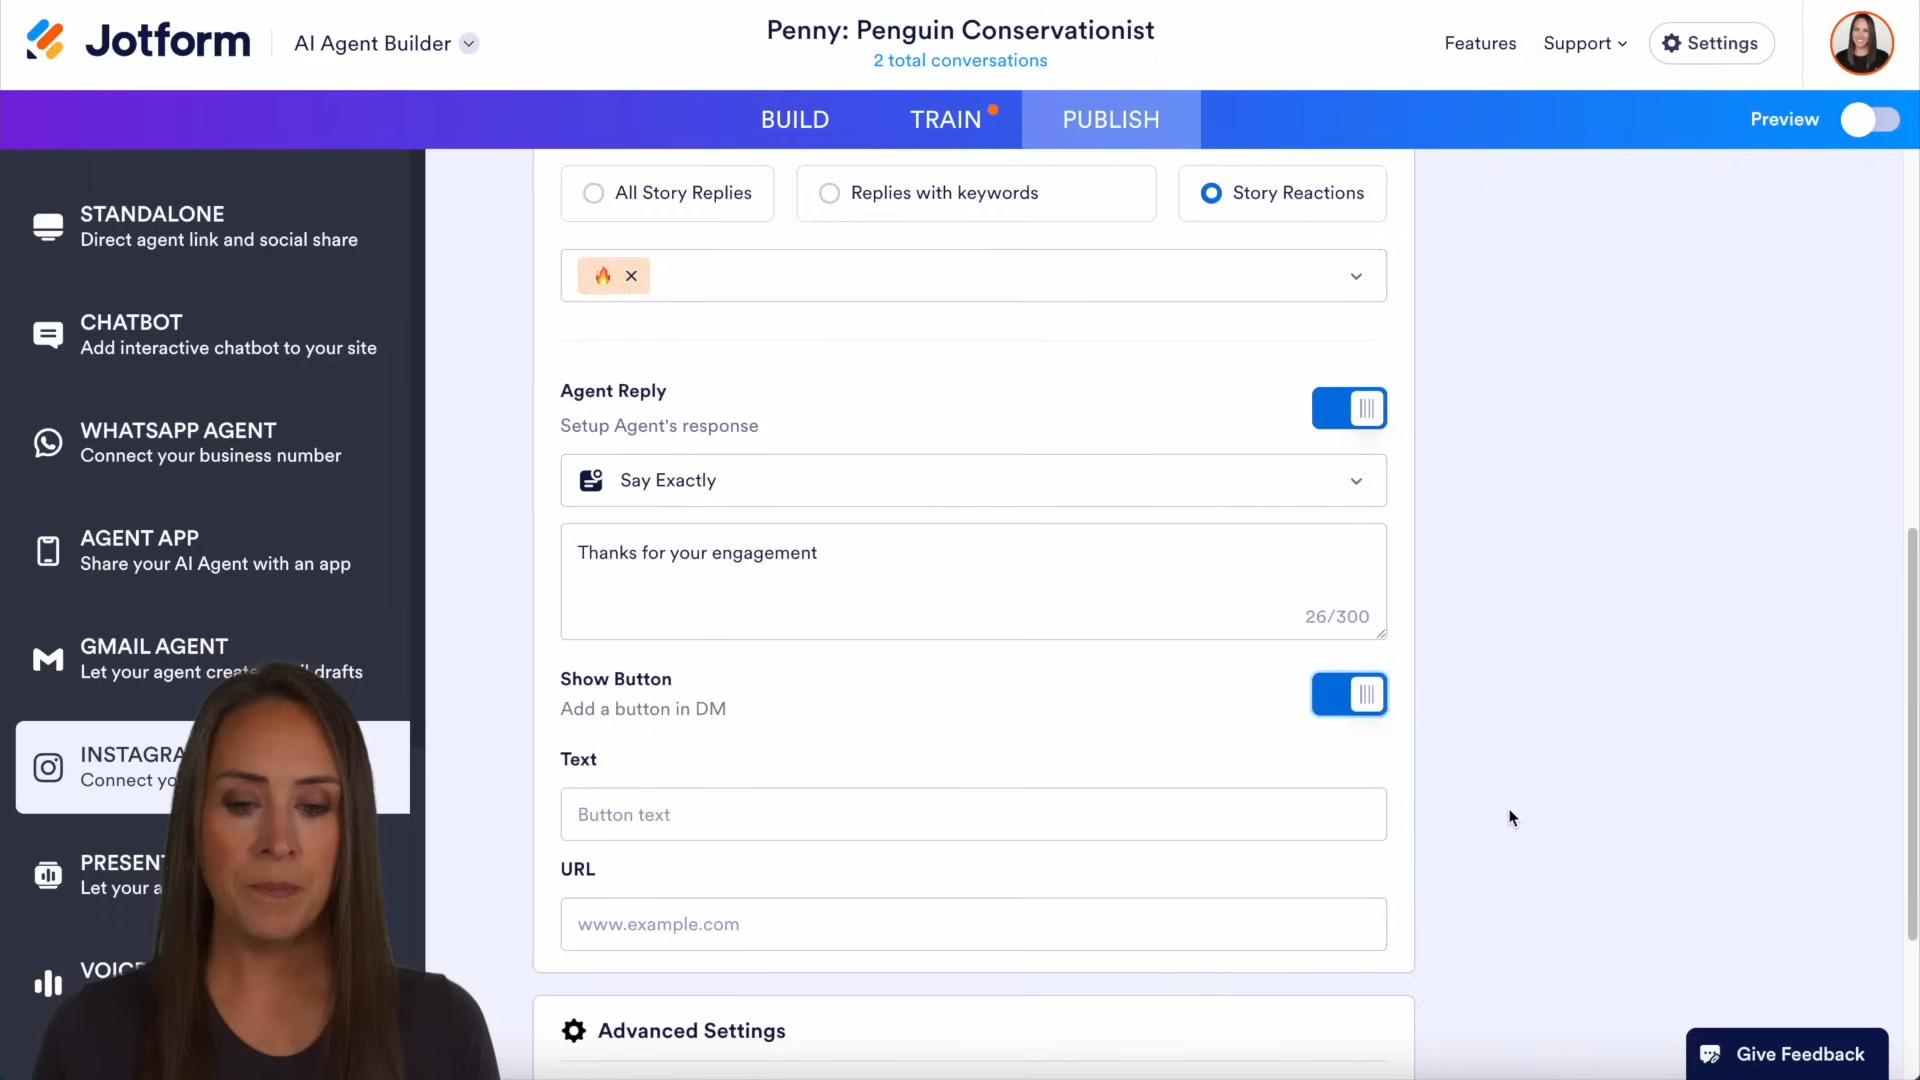 Jotform
AI Agent Builder
Penny: Penguin Conservationist
2 total conversations
Features
Support
Settings
BUILD
TRAIN
PUBLISH
Preview
STANDALONE
Direct agent link and social share
CHATBOT
Add interactive chatbot to your site
WHATSAPP AGENT
Connect your business number
AGENT APP
Share your AI Agent with an app
GMAIL AGENT
Let your agent drafts
Connect
Let your
All Story Replies
Replies with keywords
Story Reactions
🔥 ×
Agent Reply
Setup Agent's response
Say Exactly
Thanks for your engagement
26/300
Show Button
Add a button in DM
Text
Button text
URL
www.example.com
Advanced Settings
Give Feedback